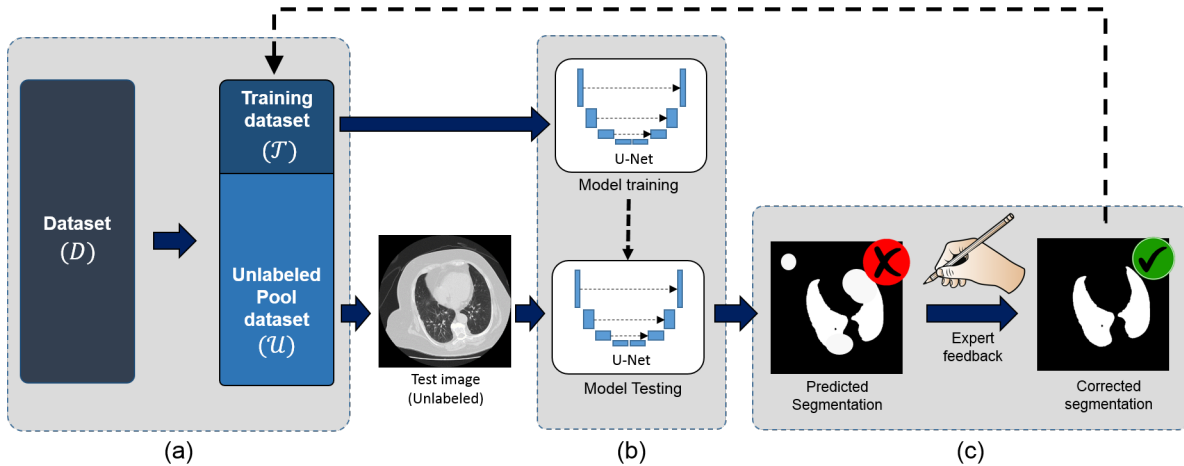 Dataset
(D)
Training
dataset
(𝒯)
Unlabeled
Pool
dataset
(𝒰)
Test image
(Unlabeled)
U-Net
Model training
U-Net
Model Testing
Predicted
Segmentation
Expert
feedback
Corrected
segmentation
(a)
(b)
(c)